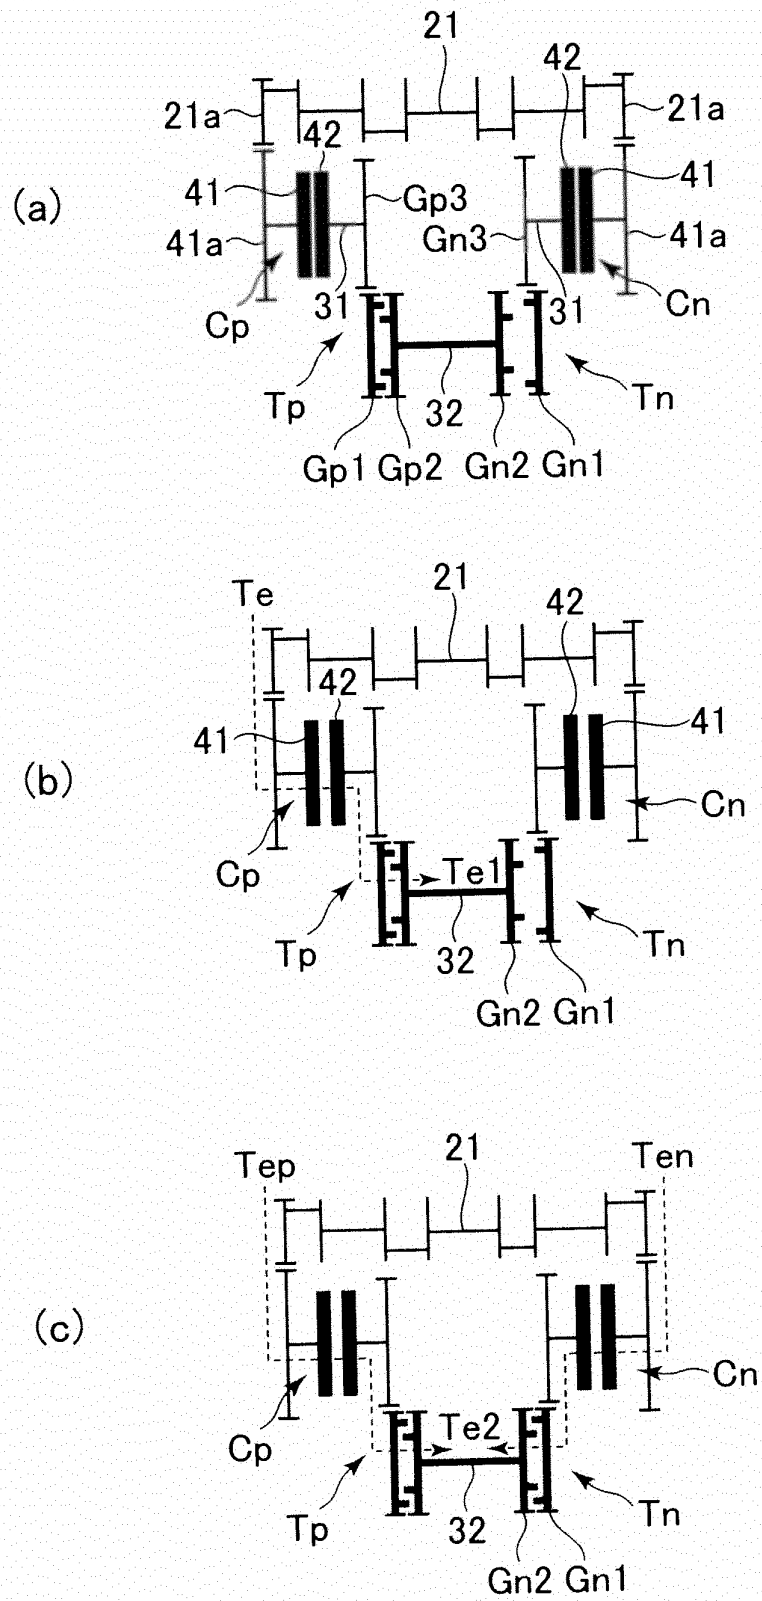 21
42
21a
42
21a
41
41
(a)
Gp3
Gn3
41a
41a
Cp
31
31
Cn
Tp
32
Tn
Gp1 Gp2 Gn2 Gn1
Te
21
42
42
41
41
(b)
Cn
Cp
Te1
Tp
32
Tn
Gn2 Gn1
Tep
21
Ten
(c)
Cn
Cp
Te2
Tp
32
Tn
Gn2 Gn1